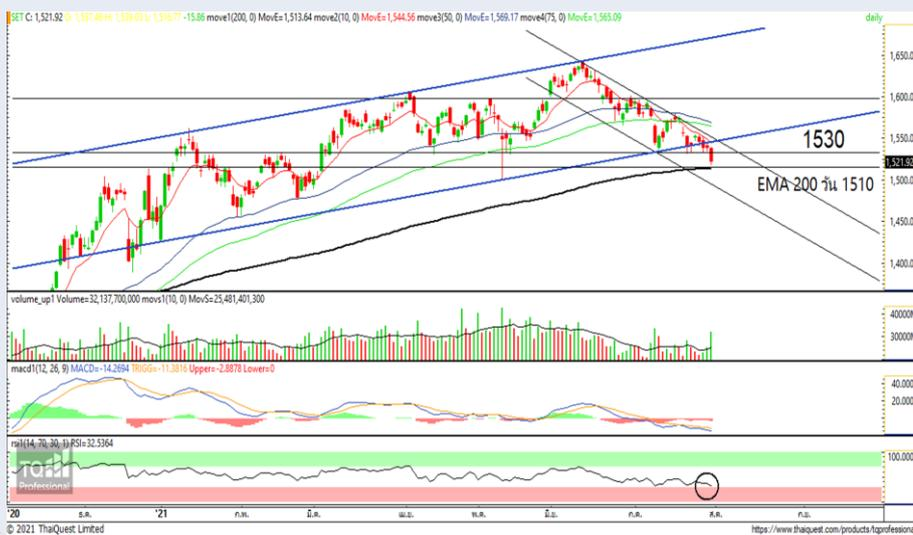 SET C: 1,521.92 -15.86 move1(200, 0) MovE=1,513.64 move2(10, 0) MovE=1,544.56 move3(50, 0) MovE=1,569.17 move4(75, 0) MovE=1,565.09 daily
1,650.0
1,600.0
1,550.0
1530
1,521.92
EMA 200 วัน 1510
1,500.0
1,450.0
1,400.0
volume_up1 Volume=32,137,700,000 movs1(10, 0) MovS=25,481,401,300
40000M
30000M
macd1(12, 26, 9) MACD=-14.2694 TRIGG=-11.3816 Upper=-2.8878 Lower=0
40.000
20.000
rsi1(14, 70, 30, 1) RSI=32.5364
100.000
Professional
'20 ธ.ค. '21 ก.พ. มี.ค. เม.ย. พ.ค. มิ.ย. ก.ค. ส.ค. ก.ย.
© 2021 ThaiQuest Limited https://www.thaiquest.com/products/tqprofessiona